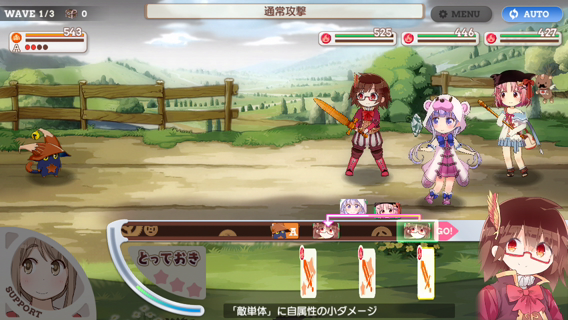 WAVE 1/3
0
通常攻撃
MENU
AUTO
543
A
525
446
427
GO!
とっておき
SUPPORT
「敵単体」に自属性の小ダメージ